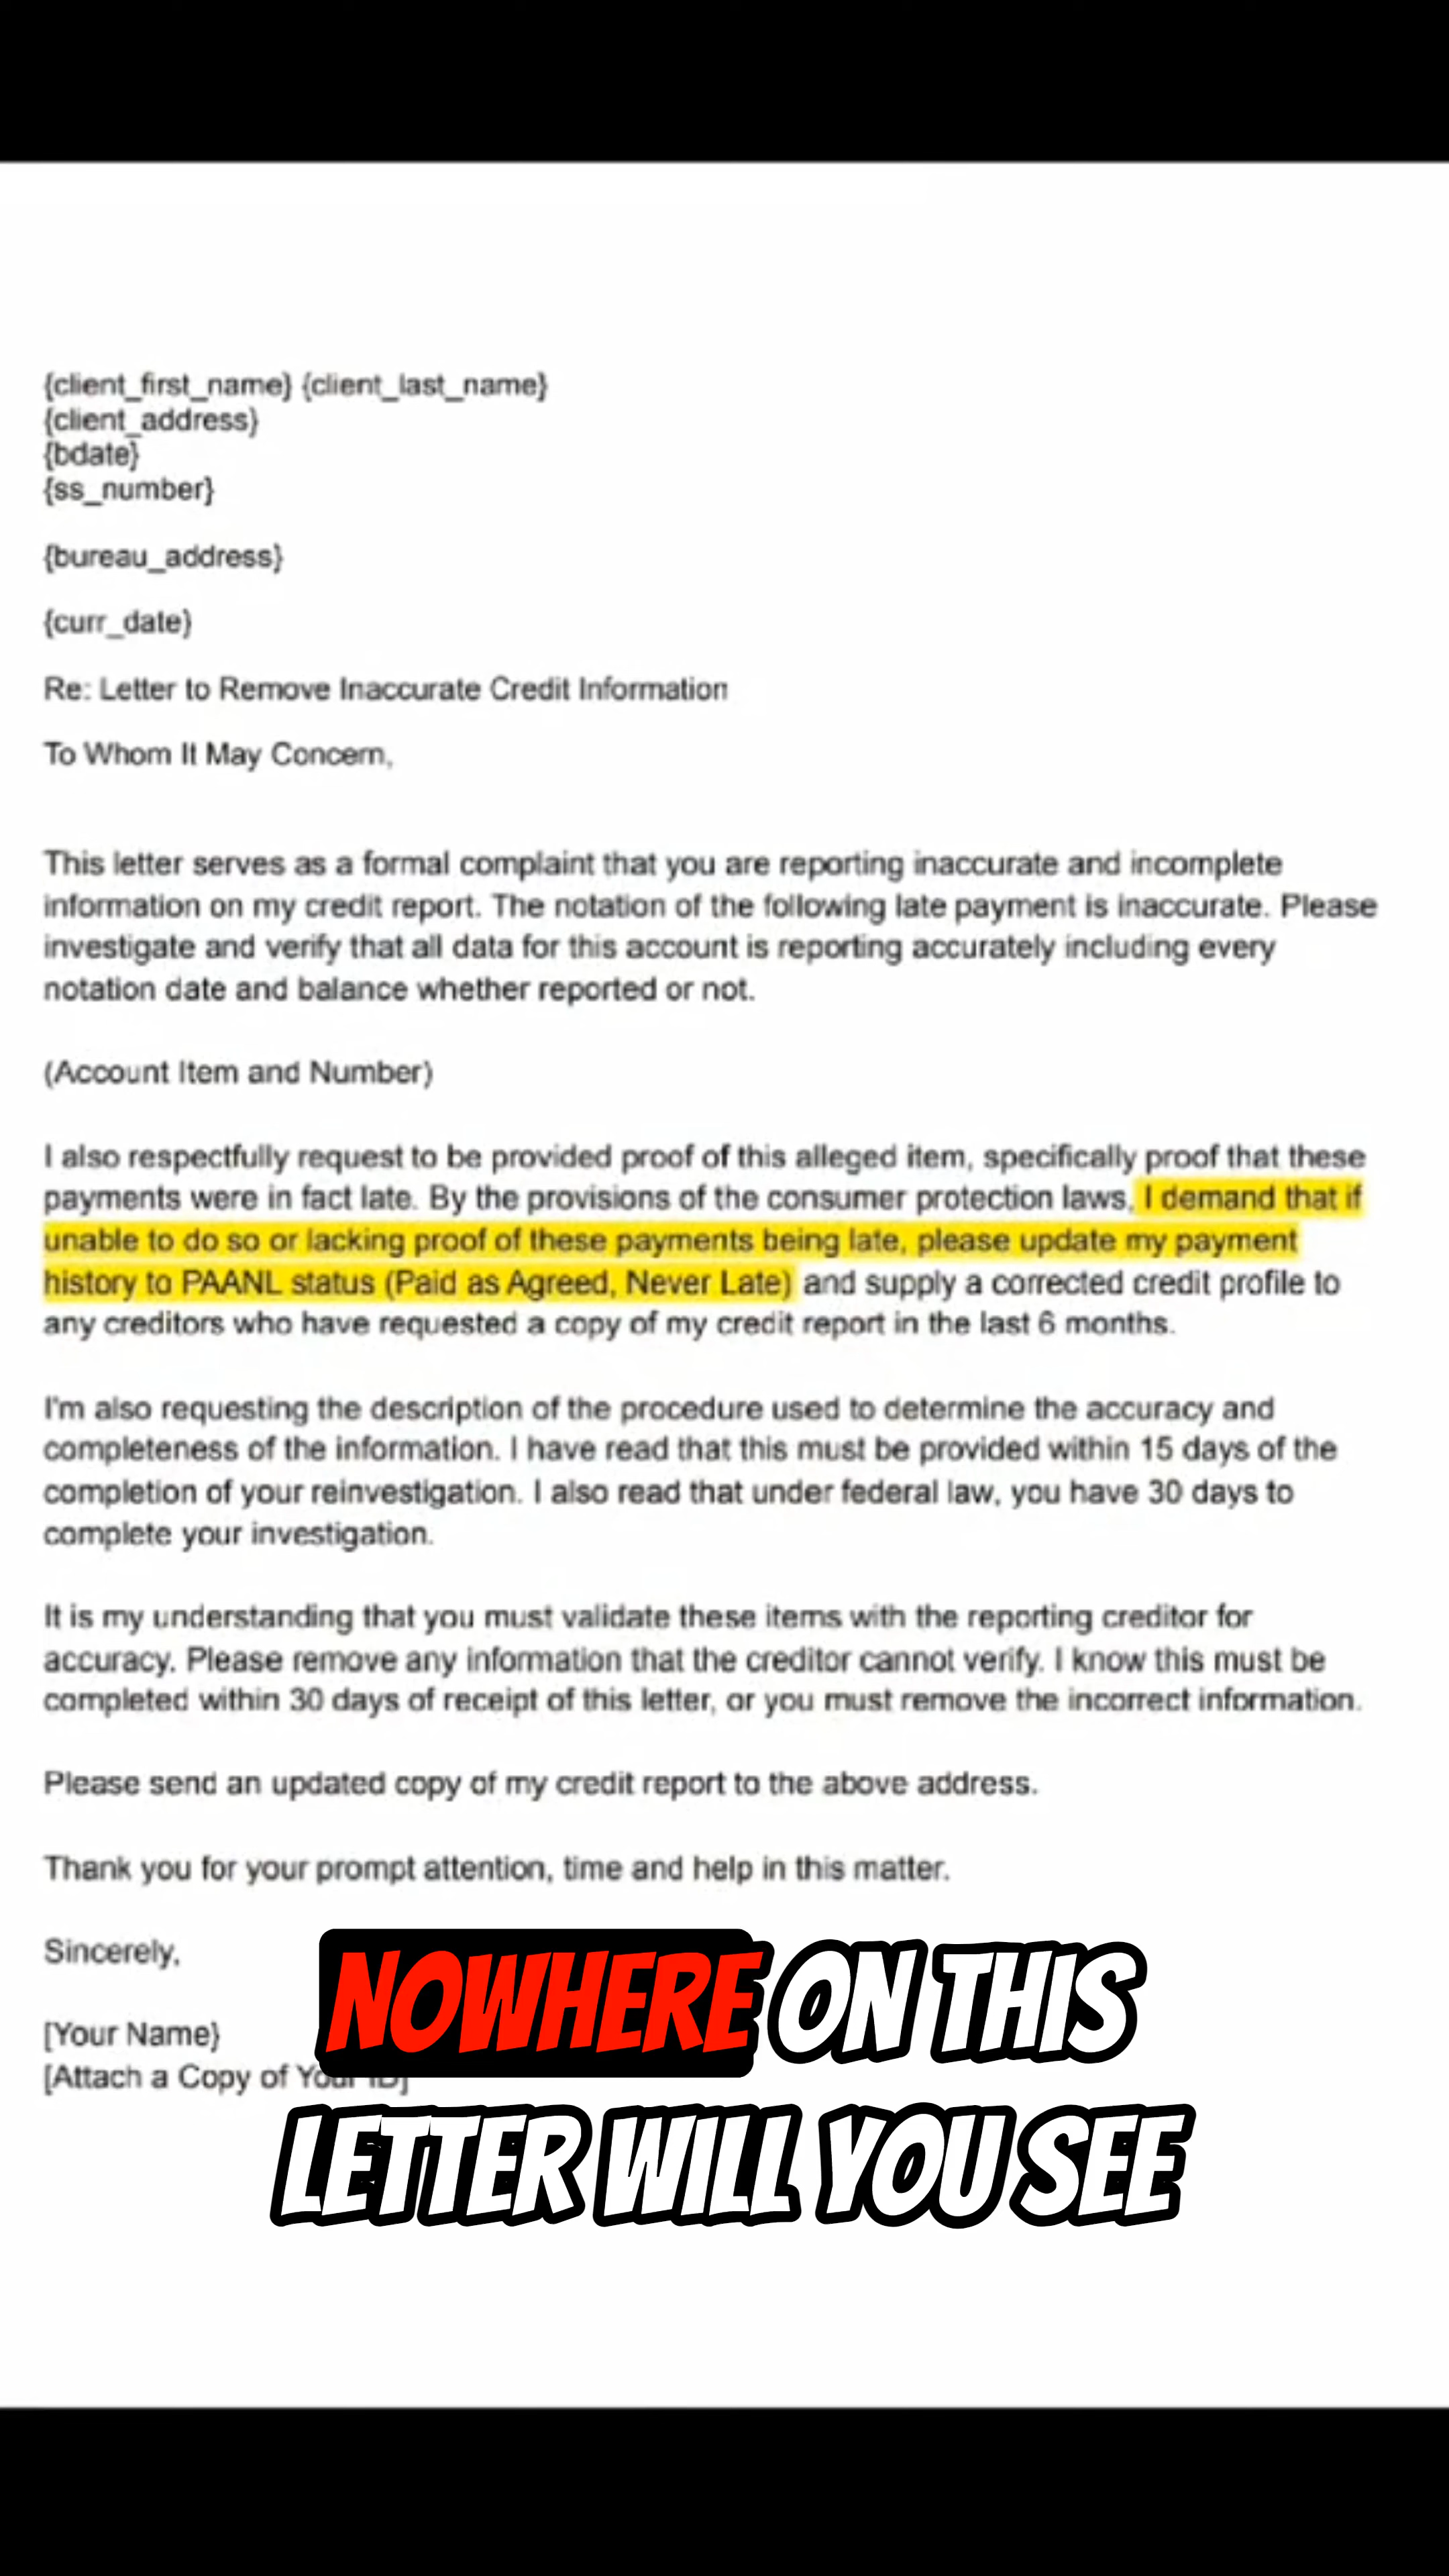 {client_first_name} {client_last_name}
{client_address}
{bdate}
{ss_number}
{bureau_address}
{curr_date}
Re: Letter to Remove Inaccurate Credit Information
To Whom It May Concern,
This letter serves as a formal complaint that you are reporting inaccurate and incomplete
information on my credit report. The notation of the following late payment is inaccurate. Please
investigate and verify that all data for this account is reporting accurately including every
notation date and balance whether reported or not.
(Account Item and Number)
I also respectfully request to be provided proof of this alleged item, specifically proof that these
payments were in fact late. By the provisions of the consumer protection laws, I demand that if
unable to do so or lacking proof of these payments being late, please update my payment
history to PAANL status (Paid as Agreed, Never Late) and supply a corrected credit profile to
any creditors who have requested a copy of my credit report in the last 6 months.
I'm also requesting the description of the procedure used to determine the accuracy and
completeness of the information. I have read that this must be provided within 15 days of the
completion of your reinvestigation. I also read that under federal law, you have 30 days to
complete your investigation.
It is my understanding that you must validate these items with the reporting creditor for
accuracy. Please remove any information that the creditor cannot verify. I know this must be
completed within 30 days of receipt of this letter, or you must remove the incorrect information.
Please send an updated copy of my credit report to the above address.
Thank you for your prompt attention, time and help in this matter.
Sincerely,
[Your Name}
[Attach a Copy of Your ID]
NOWHERE ON THIS
LETTER WILL YOU SEE